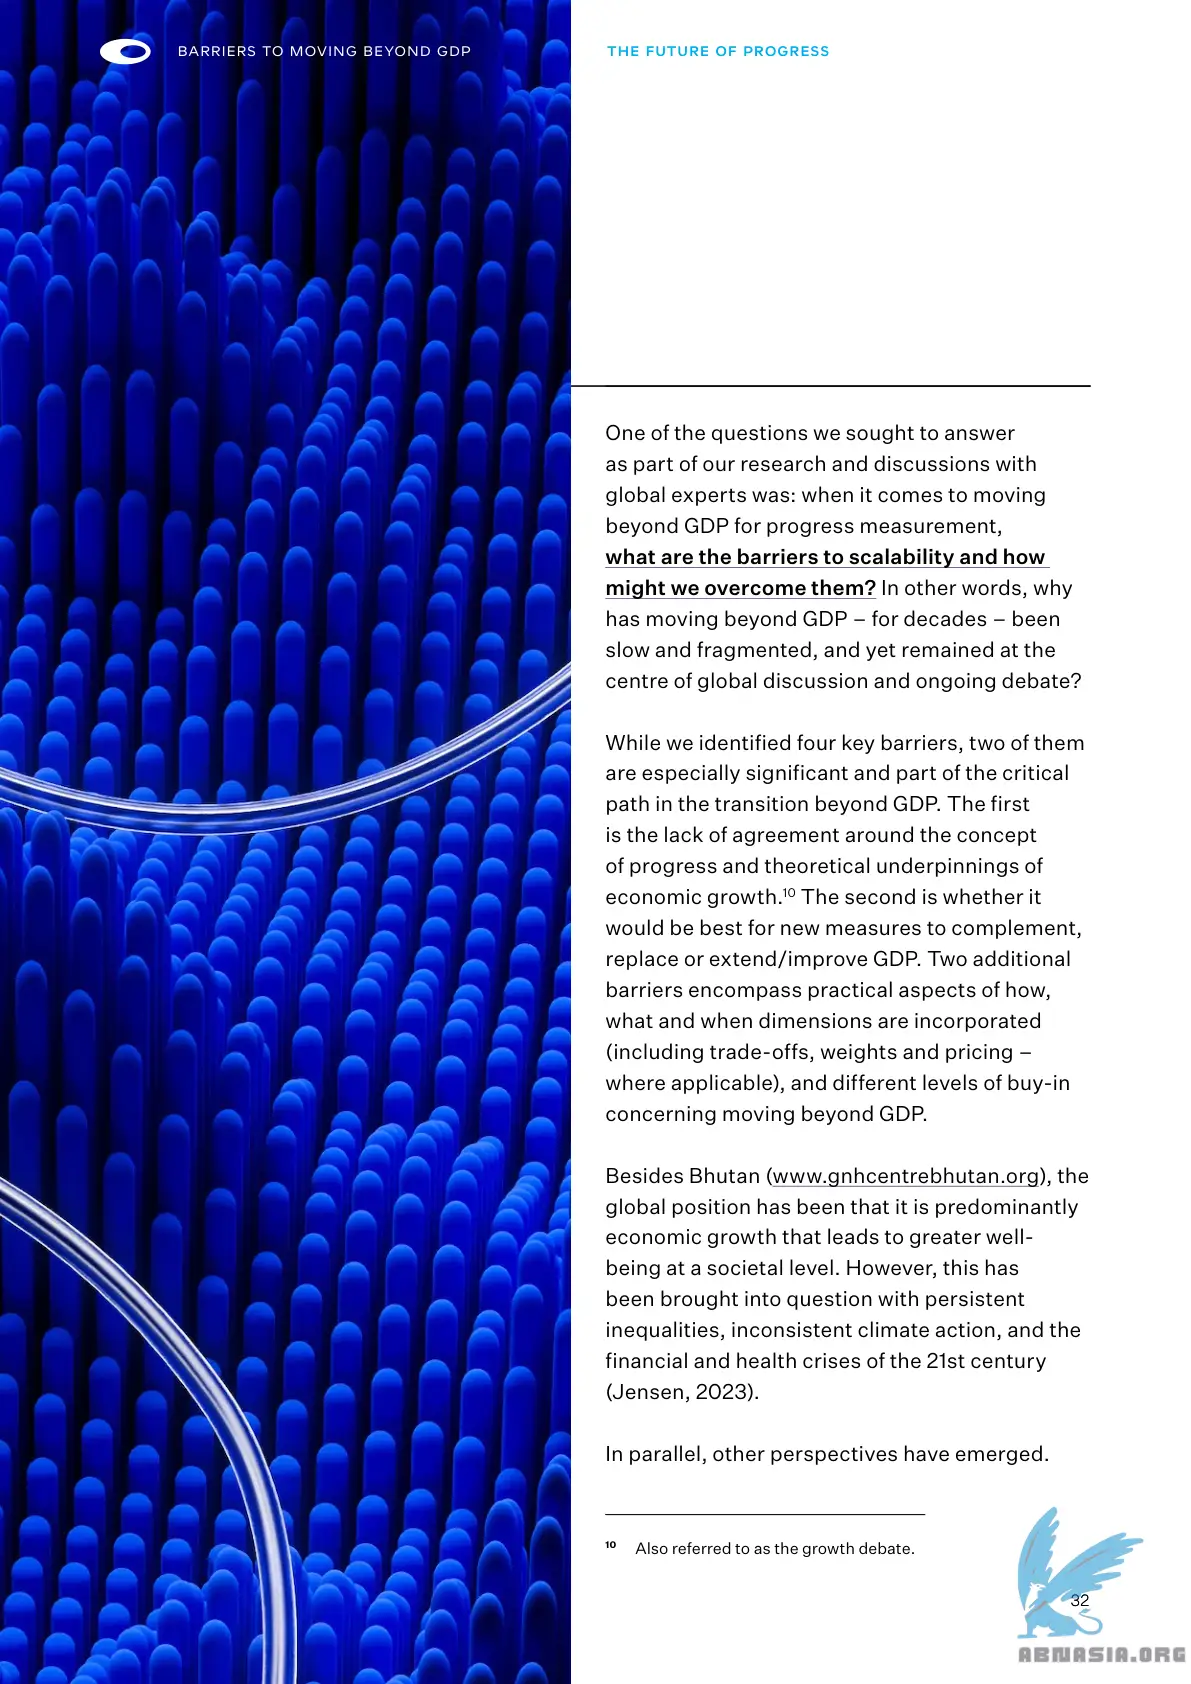 BARRIERS TO MOVING BEYOND GDP
THE FUTURE OF PROGRESS
One of the questions we sought to answer
as part of our research and discussions with
global experts was: when it comes to moving
beyond GDP for progress measurement,
what are the barriers to scalability and how
might we overcome them? In other words, why
has moving beyond GDP – for decades – been
slow and fragmented, and yet remained at the
centre of global discussion and ongoing debate?
While we identified four key barriers, two of them
are especially significant and part of the critical
path in the transition beyond GDP. The first
is the lack of agreement around the concept
of progress and theoretical underpinnings of
economic growth.¹⁰ The second is whether it
would be best for new measures to complement,
replace or extend/improve GDP. Two additional
barriers encompass practical aspects of how,
what and when dimensions are incorporated
(including trade-offs, weights and pricing –
where applicable), and different levels of buy-in
concerning moving beyond GDP.
Besides Bhutan (www.gnhcentrebhutan.org), the
global position has been that it is predominantly
economic growth that leads to greater well-
being at a societal level. However, this has
been brought into question with persistent
inequalities, inconsistent climate action, and the
financial and health crises of the 21st century
(Jensen, 2023).
In parallel, other perspectives have emerged.
¹⁰ Also referred to as the growth debate.
32
ABNASIA.ORG